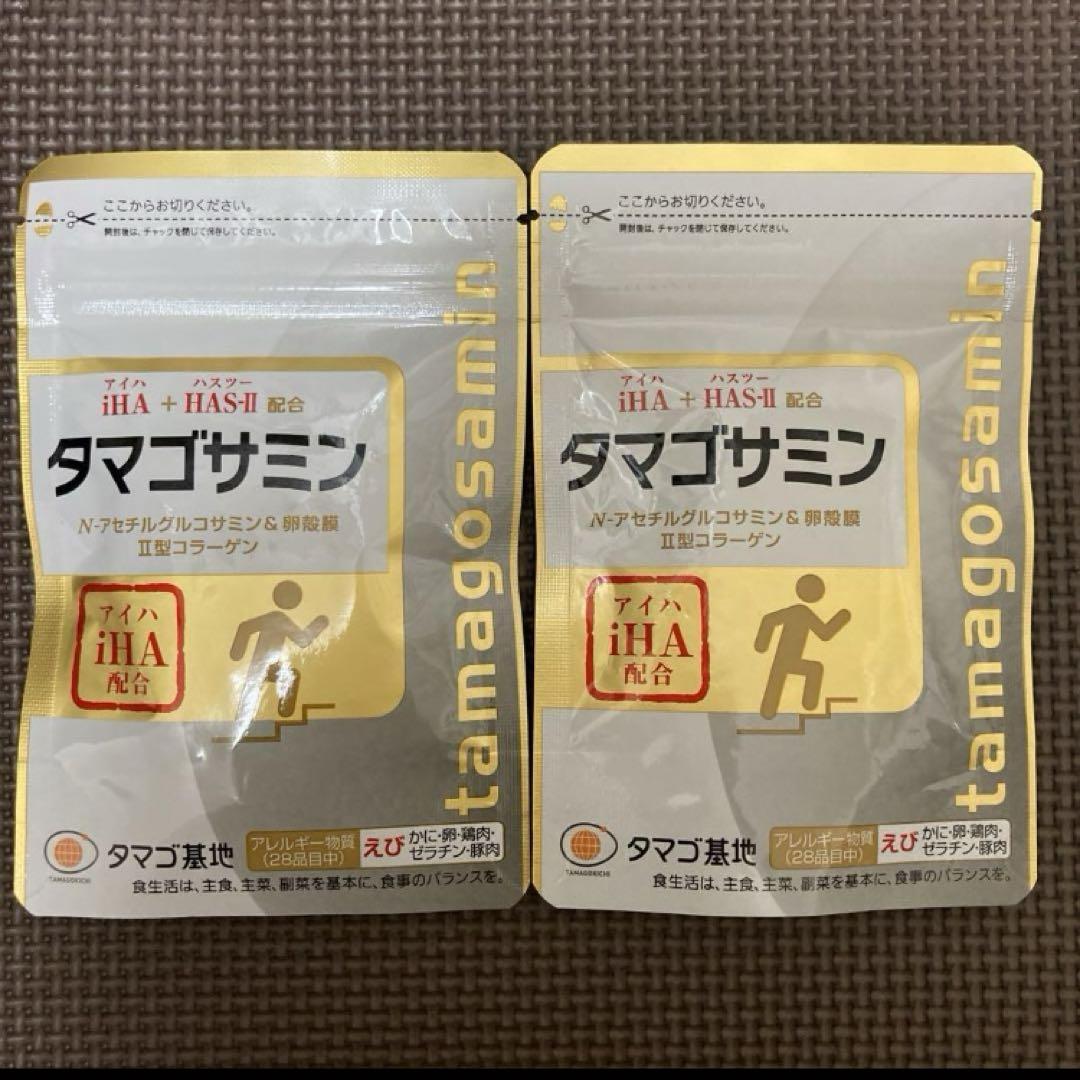 ここからお切りください。
開封後は、チャックを閉じて保存してください。
アイハ ハスツー
iHA + HAS-II 配合
タマゴサミン
N-アセチルグルコサミン&卵殻膜
II型コラーゲン
アイハ
iHA
配合
tamagosamin
タマゴ基地
TAMAGOKICHI
アレルギー物質
(28品目中)
えび
かに・卵・鶏肉・
ゼラチン・豚肉
食生活は、主食、主菜、副菜を基本に、食事のバランスを。
ここからお切りください。
開封後は、チャックを閉じて保存してください。
アイハ ハスツー
iHA + HAS-II 配合
タマゴサミン
N-アセチルグルコサミン&卵殻膜
II型コラーゲン
アイハ
iHA
配合
tamagosamin
タマゴ基地
TAMAGOKICHI
アレルギー物質
(28品目中)
えび
かに・卵・鶏肉・
ゼラチン・豚肉
食生活は、主食、主菜、副菜を基本に、食事のバランスを。